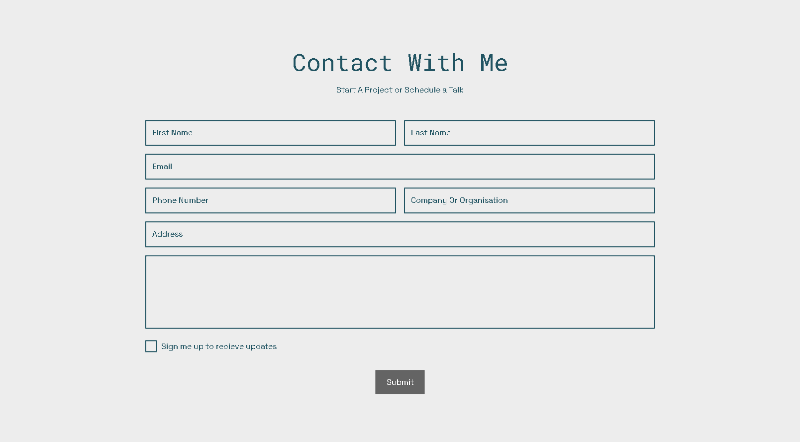 Contact With Me
Start A Project or Schedule a Talk
First Name
Last Name
Email
Phone Number
Company Or Organisation
Address
Sign me up to recieve updates
Submit